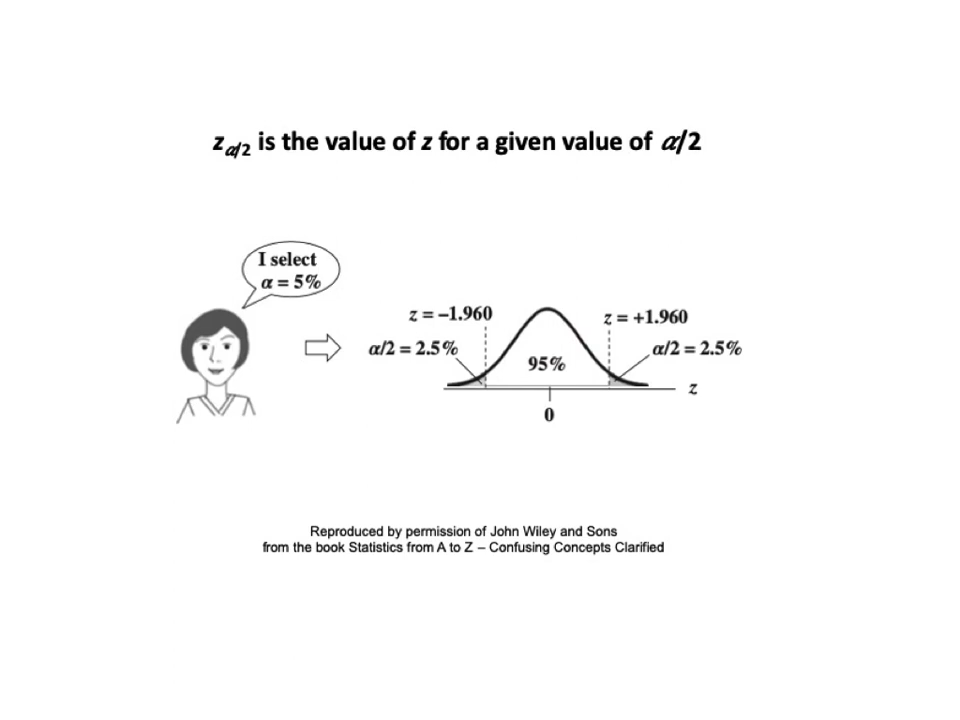 zα/2 is the value of z for a given value of α/2
I select
α = 5%
z = –1.960
z = +1.960
α/2 = 2.5%
α/2 = 2.5%
95%
z
0
Reproduced by permission of John Wiley and Sons
from the book Statistics from A to Z – Confusing Concepts Clarified